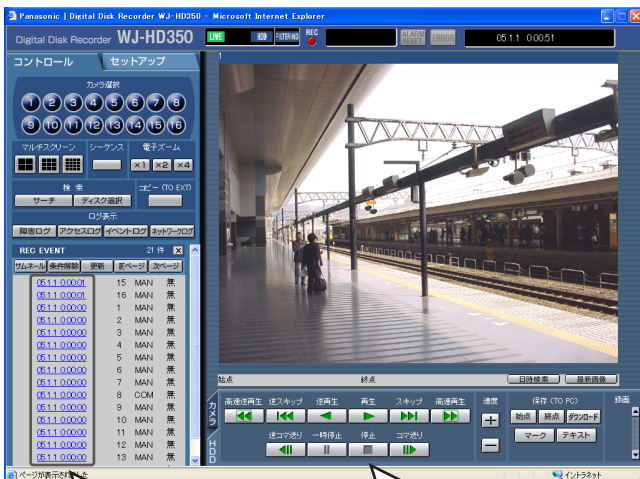 Panasonic | Digital Disk Recorder WJ-HD350 - Microsoft Internet Explorer
Digital Disk Recorder WJ-HD350
LIVE HDD FILTERING REC ALARM RESET ERROR 05.1.1 0:00:51
コントロール セットアップ
1
カメラ選択
1 2 3 4 5 6 7 8
9 10 11 12 13 14 15 16
マルチスクリーン シーケンス 電子ズーム
×1 ×2 ×4
検索 コピー (TO EXT)
サーチ ディスク選択
ログ表示
障害ログ アクセスログ イベントログ ネットワークログ
REC EVENT 21 件
サムネール 条件解除 更新 前ページ 次ページ
05.1.1 0:00:01 15 MAN 無
05.1.1 0:00:01 16 MAN 無
05.1.1 0:00:00 1 MAN 無
05.1.1 0:00:00 2 MAN 無
05.1.1 0:00:00 3 MAN 無
05.1.1 0:00:00 4 MAN 無
05.1.1 0:00:00 5 MAN 無
05.1.1 0:00:00 6 MAN 無
05.1.1 0:00:00 7 MAN 無
05.1.1 0:00:00 8 COM 無
05.1.1 0:00:00 9 MAN 無
05.1.1 0:00:00 10 MAN 無
05.1.1 0:00:00 11 MAN 無
05.1.1 0:00:00 12 MAN 無
05.1.1 0:00:00 13 MAN 無
始点 終点 日時検索 最新画像
カメラ
HDD
高速逆再生 逆スキップ 逆再生 再生 スキップ 高速再生 速度 保存 (TO PC) 録画
始点 終点 ダウンロード
逆コマ送り 一時停止 停止 コマ送り
マーク テキスト
ページが表示されました
イントラネット